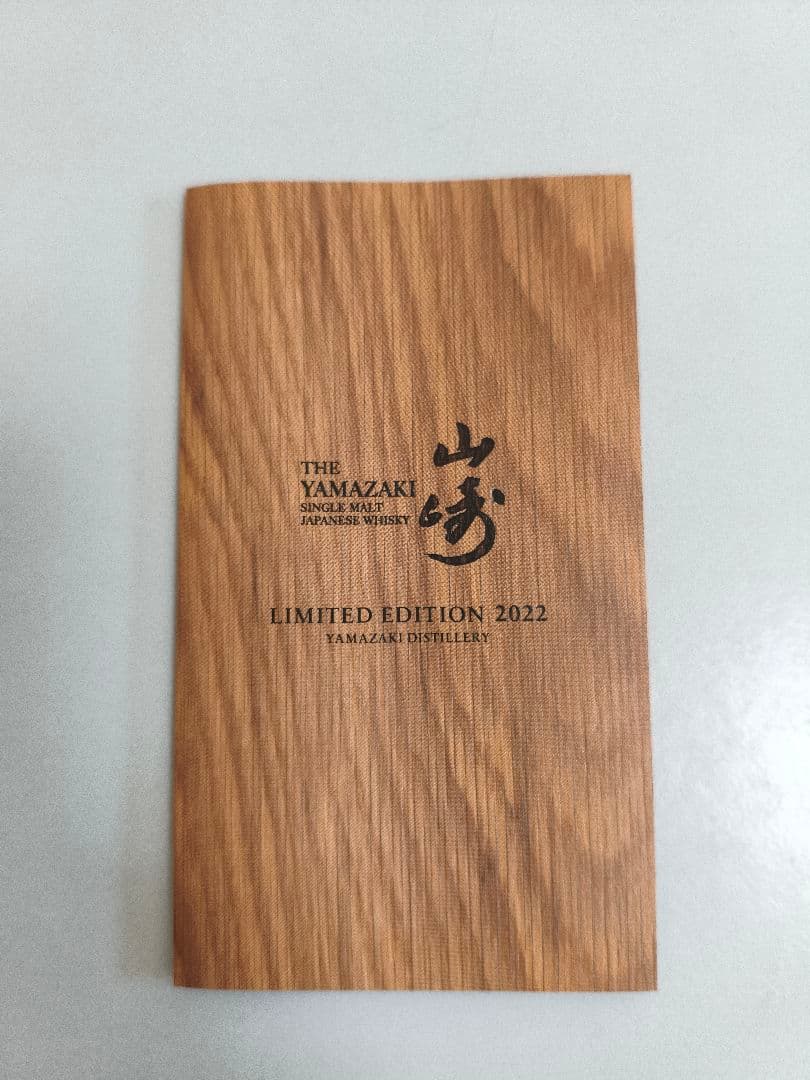 THE
YAMAZAKI
SINGLE MALT
JAPANESE WHISKY
山崎
LIMITED EDITION 2022
YAMAZAKI DISTILLERY